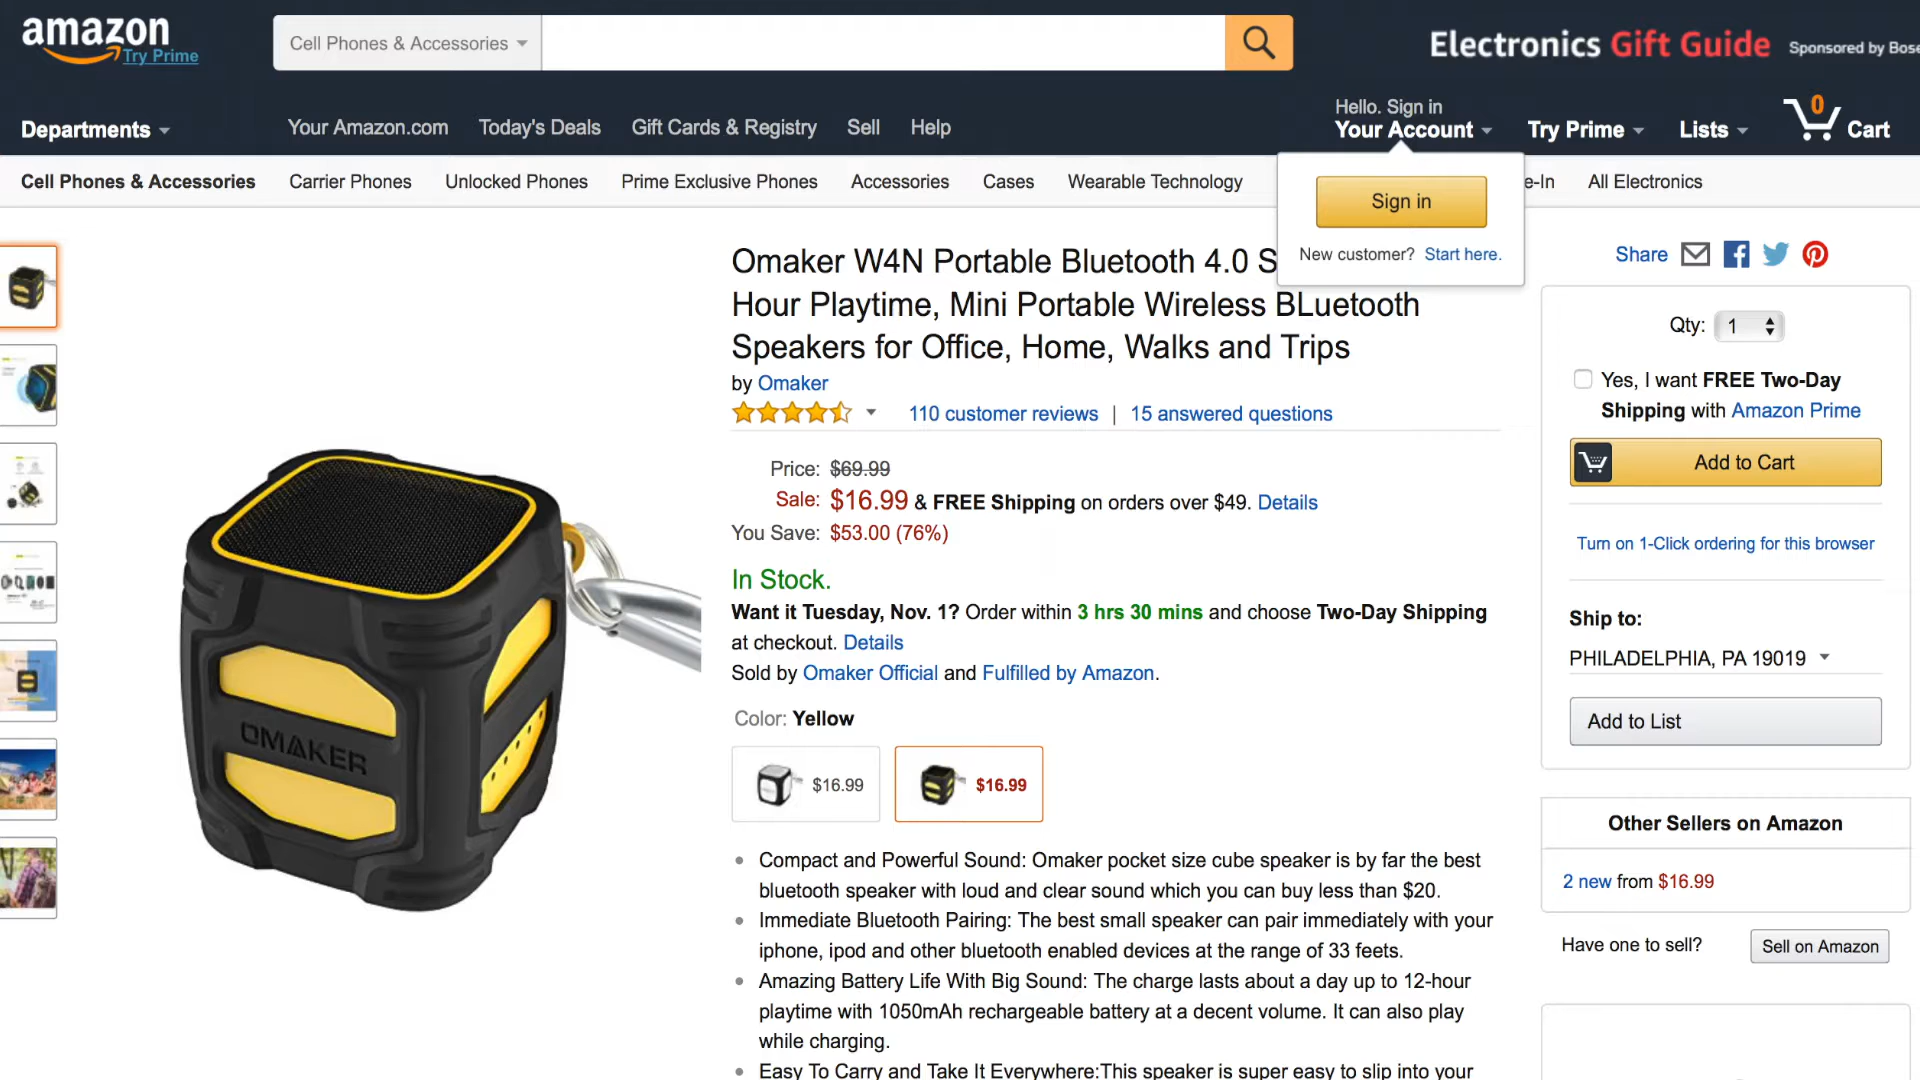 amazon
Try Prime
Cell Phones & Accessories
Electronics Gift Guide Sponsored by Bose
Departments
Your Amazon.com Today's Deals Gift Cards & Registry Sell Help
Hello. Sign in
Your Account
Try Prime Lists 0 Cart
Cell Phones & Accessories Carrier Phones Unlocked Phones Prime Exclusive Phones Accessories Cases Wearable Technology e-In All Electronics
Sign in
New customer? Start here.
Omaker W4N Portable Bluetooth 4.0 S
Hour Playtime, Mini Portable Wireless BLuetooth
Speakers for Office, Home, Walks and Trips
by Omaker
110 customer reviews | 15 answered questions
Price: $69.99
Sale: $16.99 & FREE Shipping on orders over $49. Details
You Save: $53.00 (76%)
In Stock.
Want it Tuesday, Nov. 1? Order within 3 hrs 30 mins and choose Two-Day Shipping
at checkout. Details
Sold by Omaker Official and Fulfilled by Amazon.
Color: Yellow
$16.99 $16.99
Compact and Powerful Sound: Omaker pocket size cube speaker is by far the best
bluetooth speaker with loud and clear sound which you can buy less than $20.
Immediate Bluetooth Pairing: The best small speaker can pair immediately with your
iphone, ipod and other bluetooth enabled devices at the range of 33 feets.
Amazing Battery Life With Big Sound: The charge lasts about a day up to 12-hour
playtime with 1050mAh rechargeable battery at a decent volume. It can also play
while charging.
Easy To Carry and Take It Everywhere:This speaker is super easy to slip into your
OMAKER
Share
Qty: 1
Yes, I want FREE Two-Day
Shipping with Amazon Prime
Add to Cart
Turn on 1-Click ordering for this browser
Ship to:
PHILADELPHIA, PA 19019
Add to List
Other Sellers on Amazon
2 new from $16.99
Have one to sell? Sell on Amazon